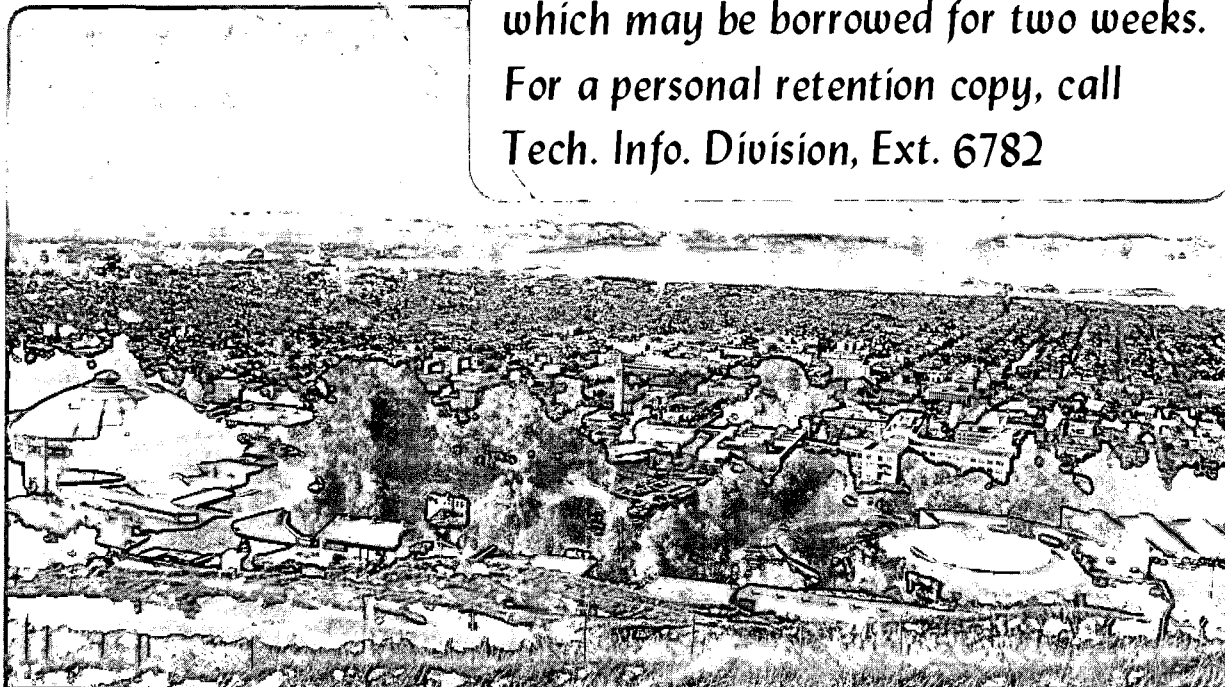 which may be borrowed for two weeks.
For a personal retention copy, call
Tech. Info. Division, Ext. 6782